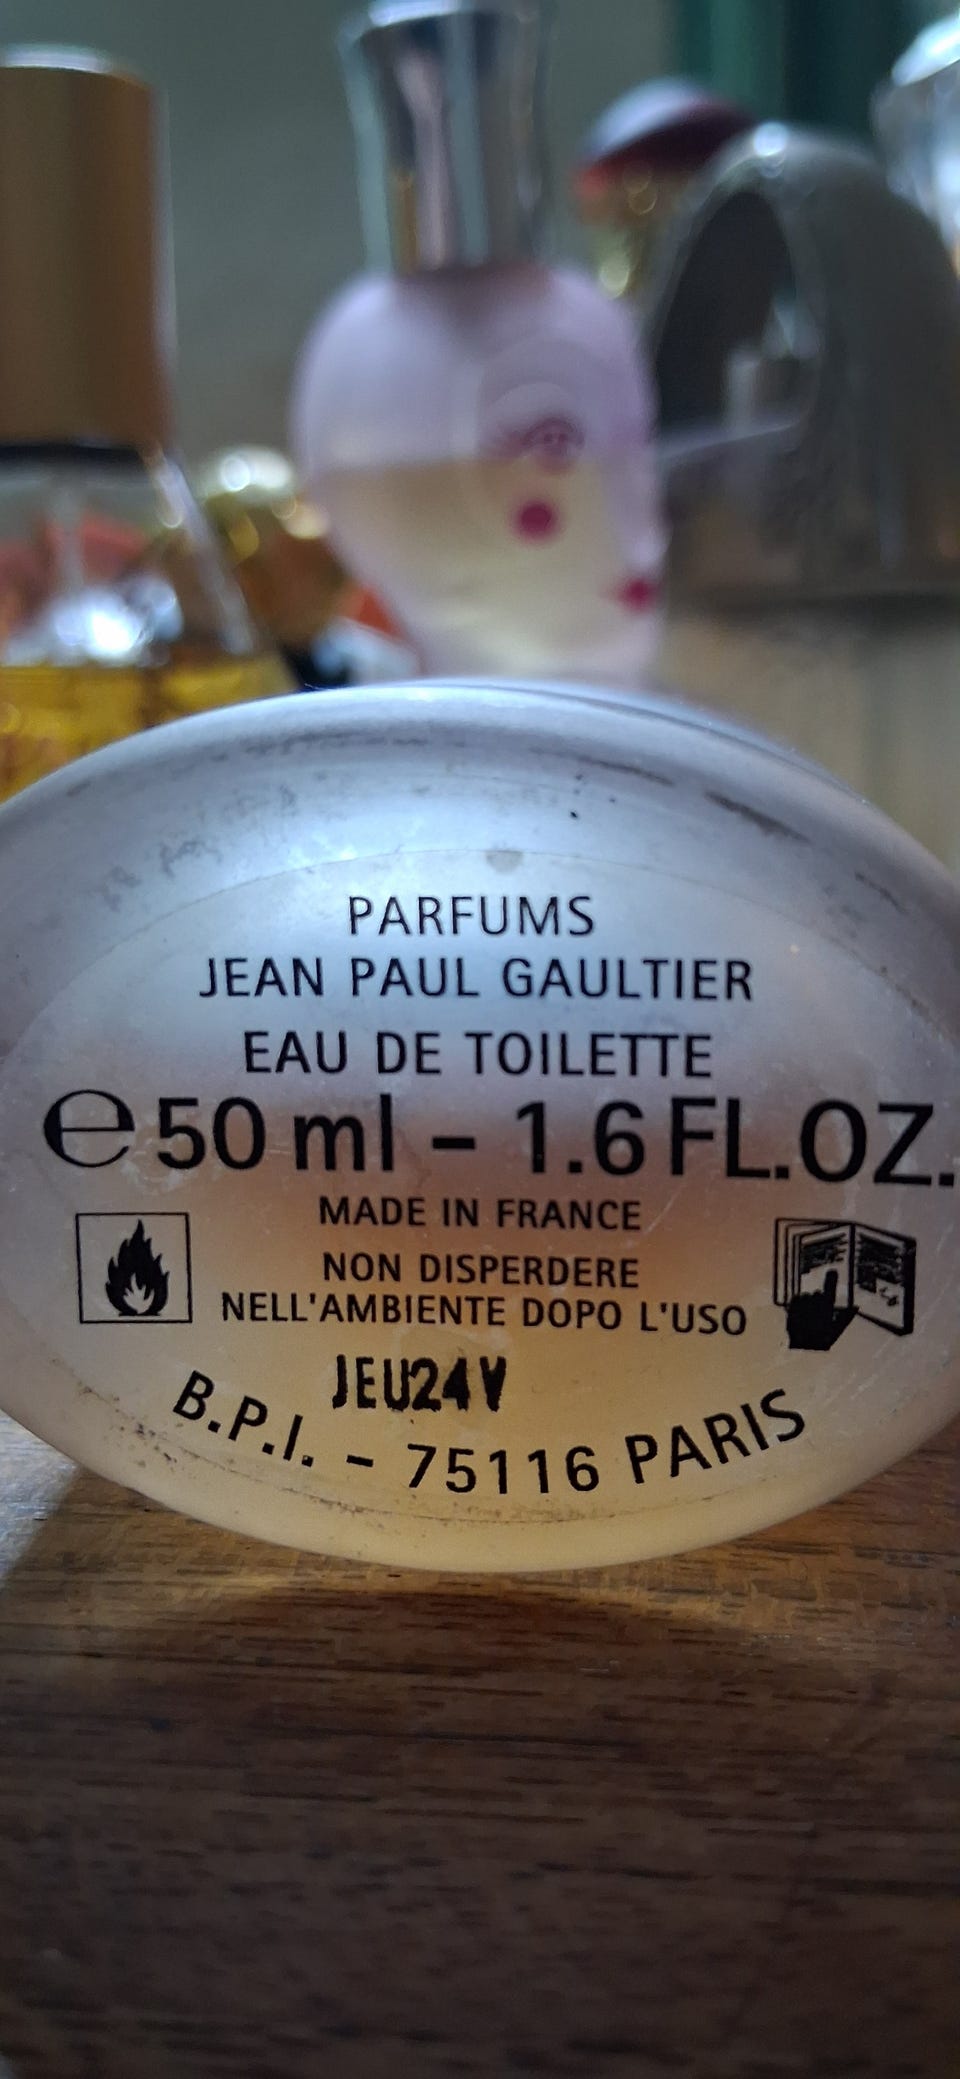 PARFUMS
JEAN PAUL GAULTIER
EAU DE TOILETTE
℮50 ml – 1.6 FL.OZ.
MADE IN FRANCE
NON DISPERDERE
NELL'AMBIENTE DOPO L'USO
JEU24V
B.P.I. – 75116 PARIS